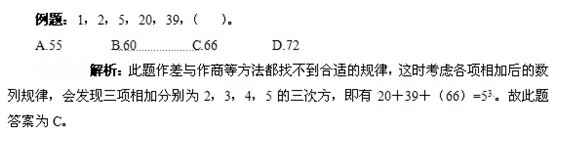 例题：1，2，5，20，39，（    ）。
A.55 B.60………………C.66 D.72
解析：此题作差与作商等方法都找不到合适的规律，这时考虑各项相加后的数
列规律，会发现三项相加分别为 2，3，4，5 的三次方，即有 20＋39＋（66）=5³。故此题
答案为 C。